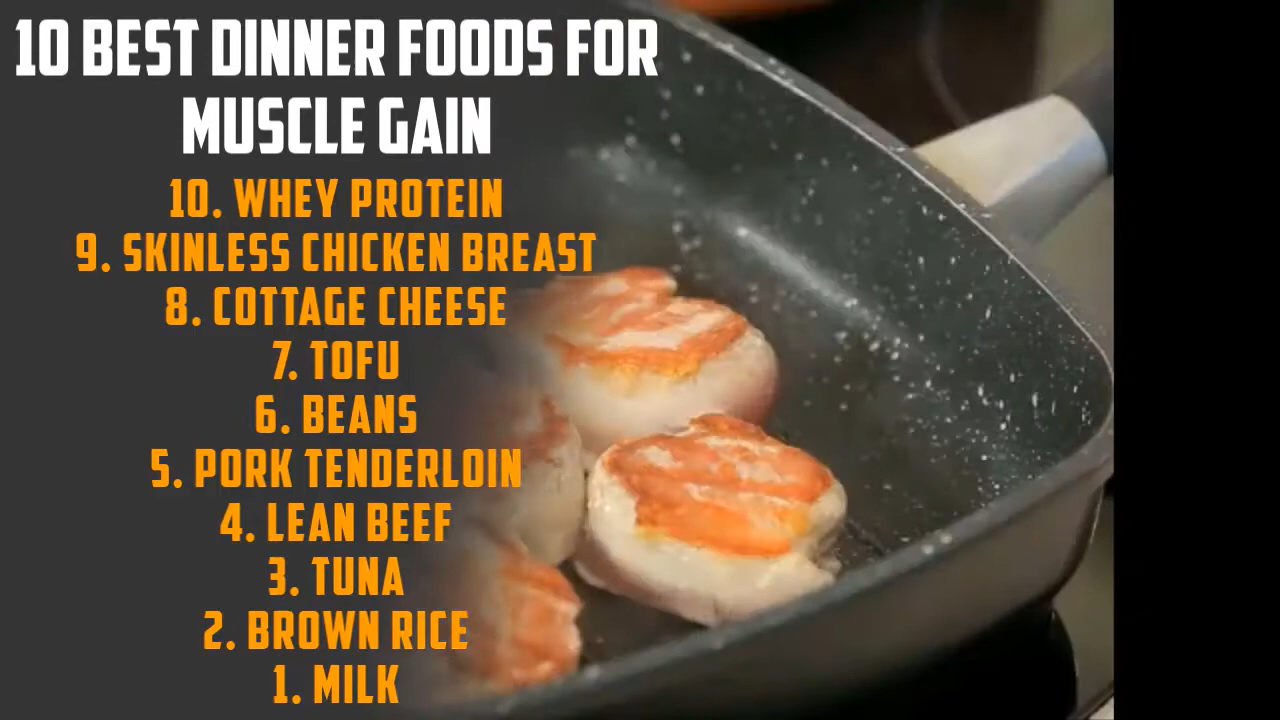 10 BEST DINNER FOODS FOR
MUSCLE GAIN
10. WHEY PROTEIN
9. SKINLESS CHICKEN BREAST
8. COTTAGE CHEESE
7. TOFU
6. BEANS
5. PORK TENDERLOIN
4. LEAN BEEF
3. TUNA
2. BROWN RICE
1. MILK